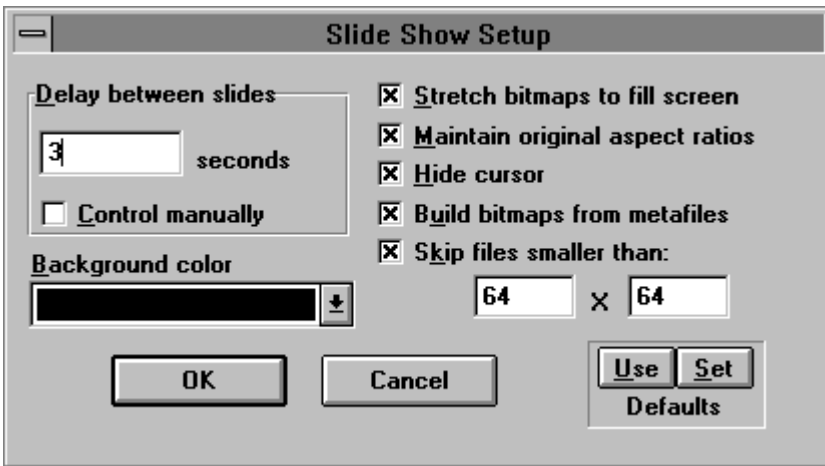 Slide Show Setup
Delay between slides
3 seconds
Control manually
Background color
Stretch bitmaps to fill screen
Maintain original aspect ratios
Hide cursor
Build bitmaps from metafiles
Skip files smaller than:
64 x 64
OK
Cancel
Use Set
Defaults